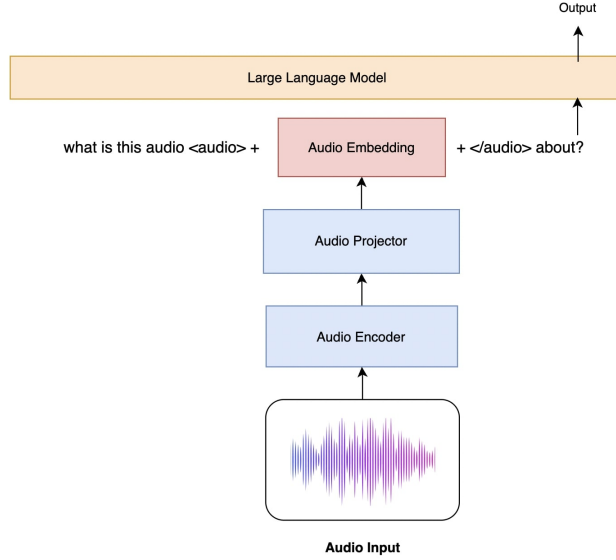 Output
Large Language Model
what is this audio <audio> + Audio Embedding + </audio> about?
Audio Projector
Audio Encoder
Audio Input